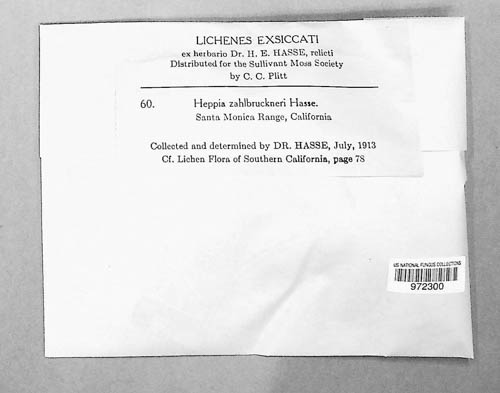 LICHENES EXSICCATI
ex herbario Dr. H. E. HASSE, relicti
Distributed for the Sullivant Moss Society
by C. C. Plitt
60. Heppia zahlbruckneri Hasse.
Santa Monica Range, California
Collected and determined by DR. HASSE, July, 1913
Cf. Lichen Flora of Southern California, page 78
US NATIONAL FUNGUS COLLECTIONS
972300